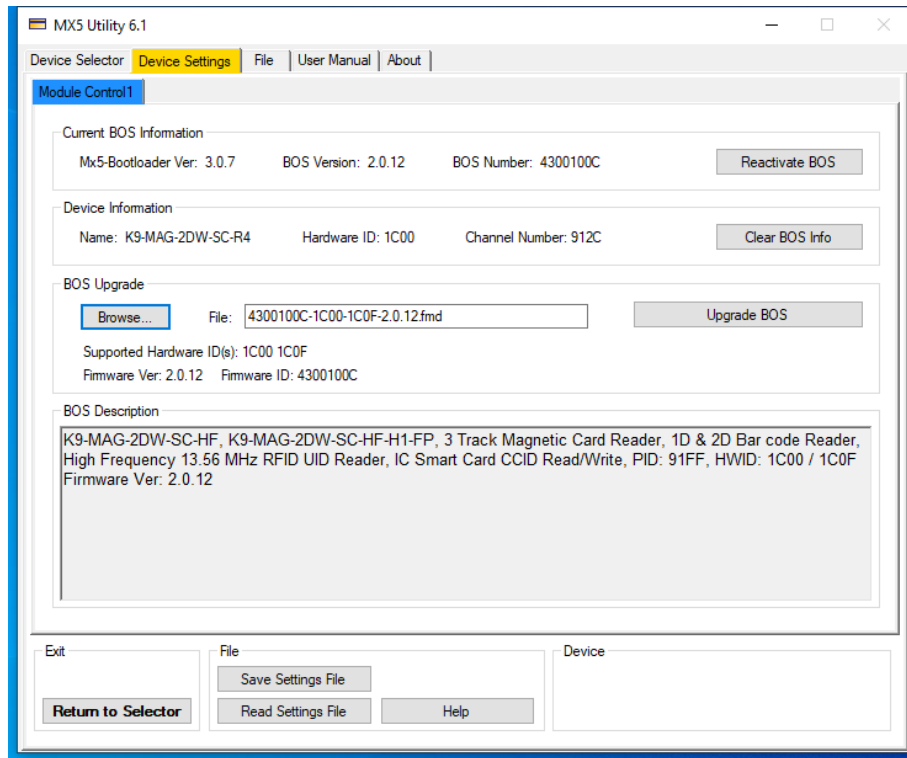 MX5 Utility 6.1
Device Selector Device Settings File User Manual About
Module Control1
Current BOS Information
Mx5-Bootloader Ver: 3.0.7 BOS Version: 2.0.12 BOS Number: 4300100C Reactivate BOS
Device Information
Name: K9-MAG-2DW-SC-R4 Hardware ID: 1C00 Channel Number: 912C Clear BOS Info
BOS Upgrade
Browse... File: 4300100C-1C00-1C0F-2.0.12.fmd Upgrade BOS
Supported Hardware ID(s): 1C00 1C0F
Firmware Ver: 2.0.12 Firmware ID: 4300100C
BOS Description
K9-MAG-2DW-SC-HF, K9-MAG-2DW-SC-HF-H1-FP, 3 Track Magnetic Card Reader, 1D & 2D Bar code Reader,
High Frequency 13.56 MHz RFID UID Reader, IC Smart Card CCID Read/Write, PID: 91FF, HWID: 1C00 / 1C0F
Firmware Ver: 2.0.12
Exit File Device
Save Settings File
Return to Selector Read Settings File Help